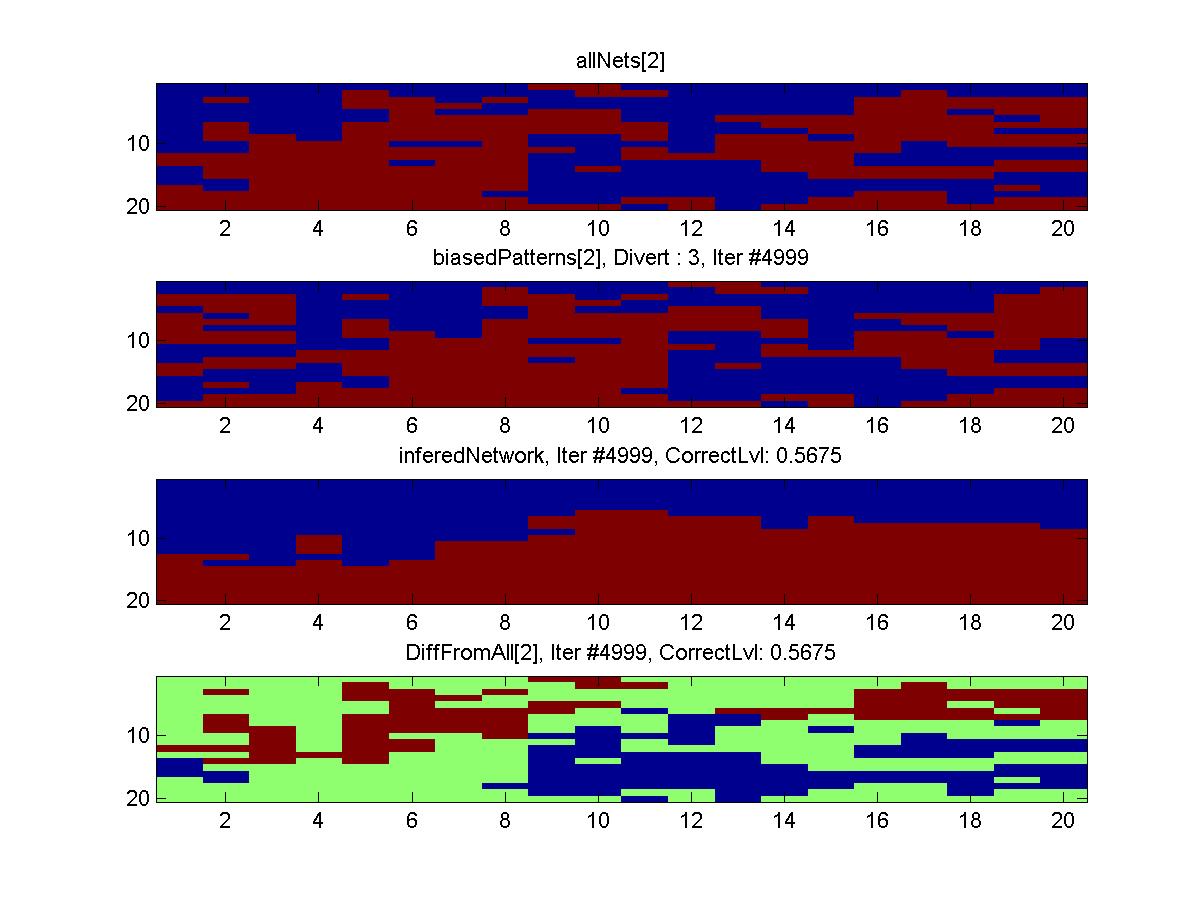 allNets[2]
10
20
2 4 6 8 10 12 14 16 18 20
biasedPatterns[2], Divert : 3, Iter #4999
10
20
2 4 6 8 10 12 14 16 18 20
inferedNetwork, Iter #4999, CorrectLvl: 0.5675
10
20
2 4 6 8 10 12 14 16 18 20
DiffFromAll[2], Iter #4999, CorrectLvl: 0.5675
10
20
2 4 6 8 10 12 14 16 18 20